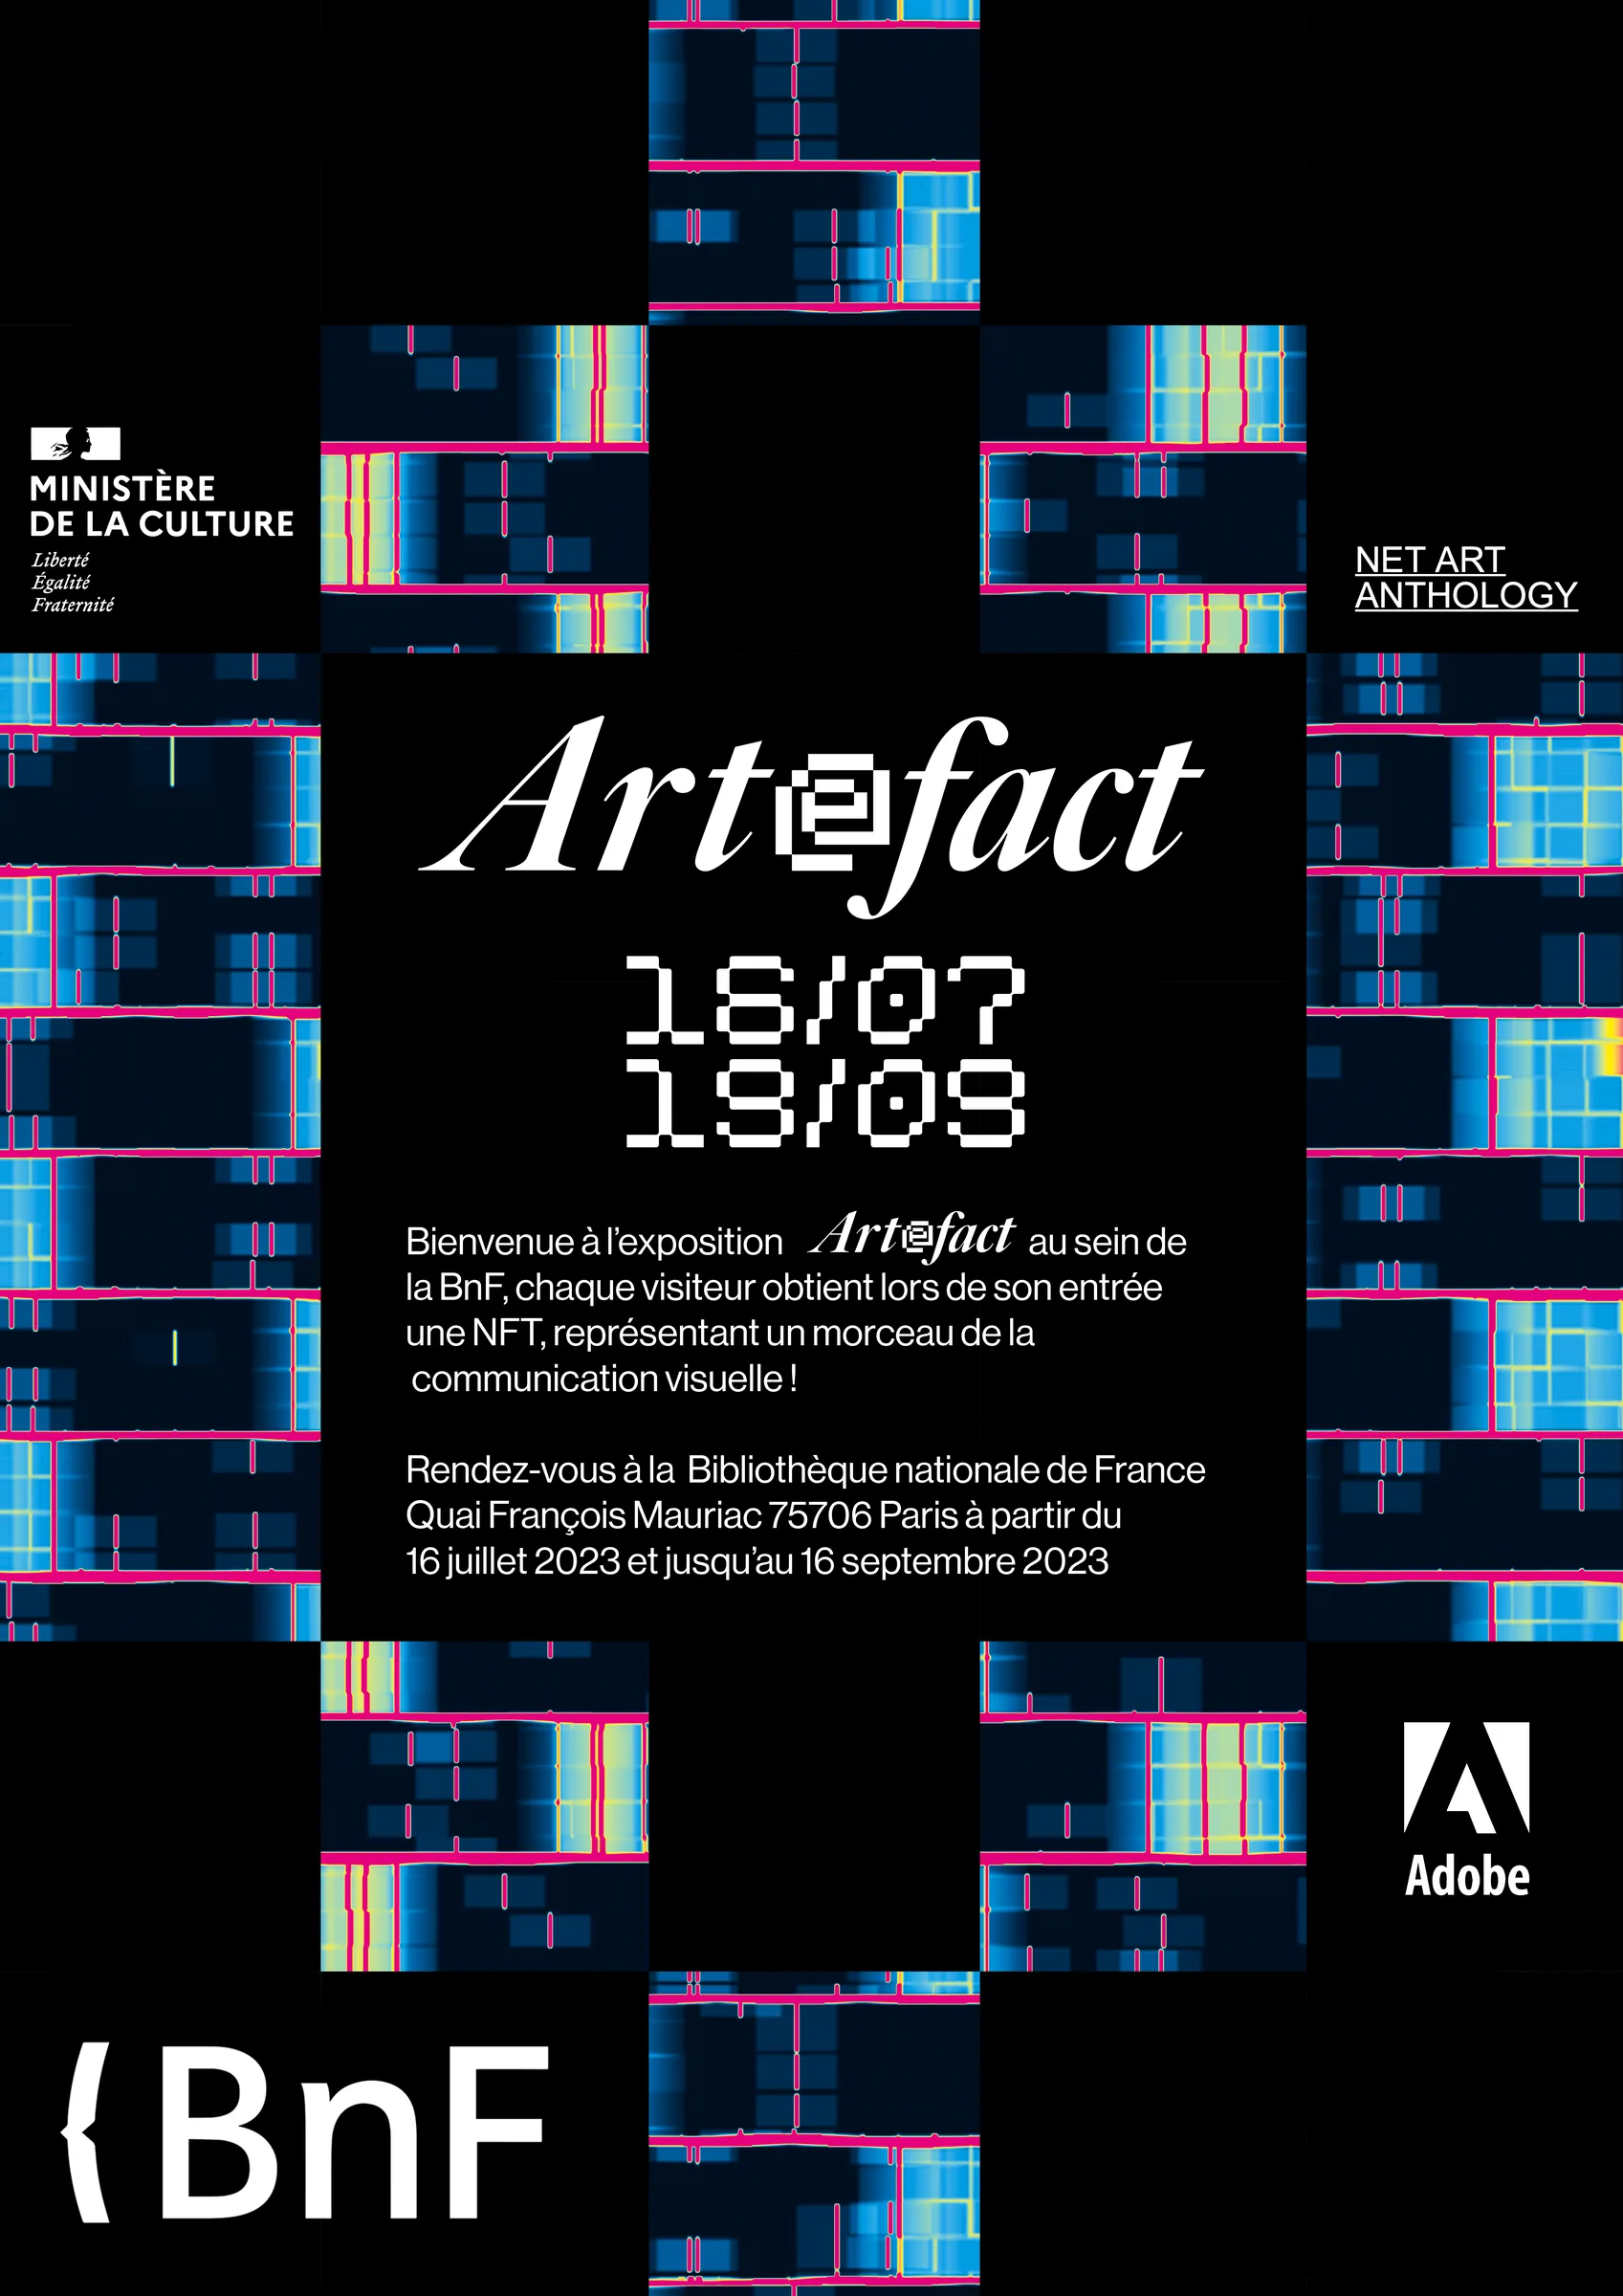 MINISTÈRE
DE LA CULTURE
Liberté
Égalité
Fraternité
NET ART
ANTHOLOGY
Artefact
16/07
19/09
Bienvenue à l’exposition Artefact au sein de
la BnF, chaque visiteur obtient lors de son entrée
une NFT, représentant un morceau de la
communication visuelle !
Rendez-vous à la Bibliothèque nationale de France
Quai François Mauriac 75706 Paris à partir du
16 juillet 2023 et jusqu’au 16 septembre 2023
Adobe
{BnF